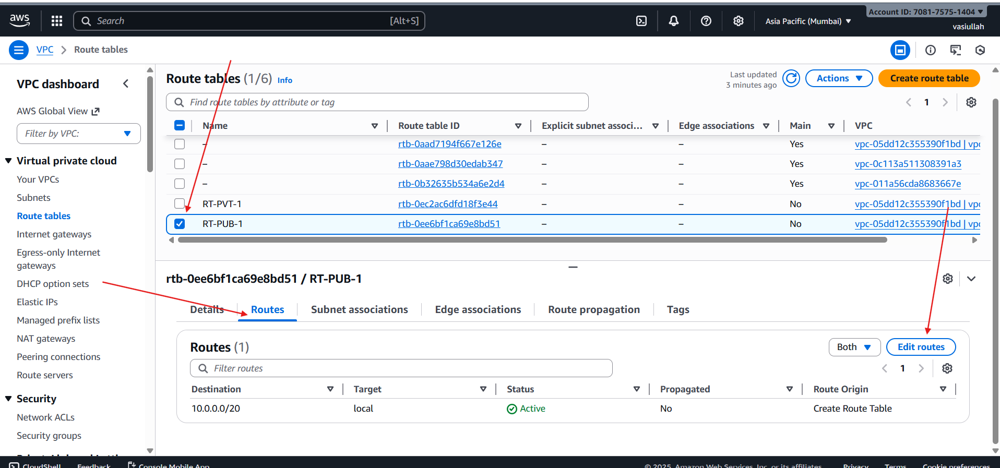 aws
Search [Alt+S]
Asia Pacific (Mumbai)
Account ID: 7081-7575-1404
vasiullah
VPC
Route tables
VPC dashboard
AWS Global View
Filter by VPC:
Virtual private cloud
Your VPCs
Subnets
Route tables
Internet gateways
Egress-only Internet
gateways
DHCP option sets
Elastic IPs
Managed prefix lists
NAT gateways
Peering connections
Route servers
Security
Network ACLs
Security groups
Route tables (1/6) Info
Last updated
3 minutes ago
Actions
Create route table
Find route tables by attribute or tag
1
Name Route table ID Explicit subnet associ... Edge associations Main VPC
– rtb-0aad7194f667e126e – – Yes vpc-05dd12c355390f1bd | vpc
– rtb-0aae798d30edab347 – – Yes vpc-0c113a511308391a3
– rtb-0b32635b534a6e2d4 – – Yes vpc-011a56cda8683667e
RT-PVT-1 rtb-0ec2ac6dfd18f3e44 – – No vpc-05dd12c355390f1bd | vpc
RT-PUB-1 rtb-0ee6bf1ca69e8bd51 – – No vpc-05dd12c355390f1bd | vpc
rtb-0ee6bf1ca69e8bd51 / RT-PUB-1
Details Routes Subnet associations Edge associations Route propagation Tags
Routes (1)
Both
Edit routes
Filter routes
1
Destination Target Status Propagated Route Origin
10.0.0.0/20 local Active No Create Route Table
CloudShell Feedback Console Mobile App
© 2025, Amazon Web Services, Inc. or its affiliates. Privacy Terms Cookie preferences